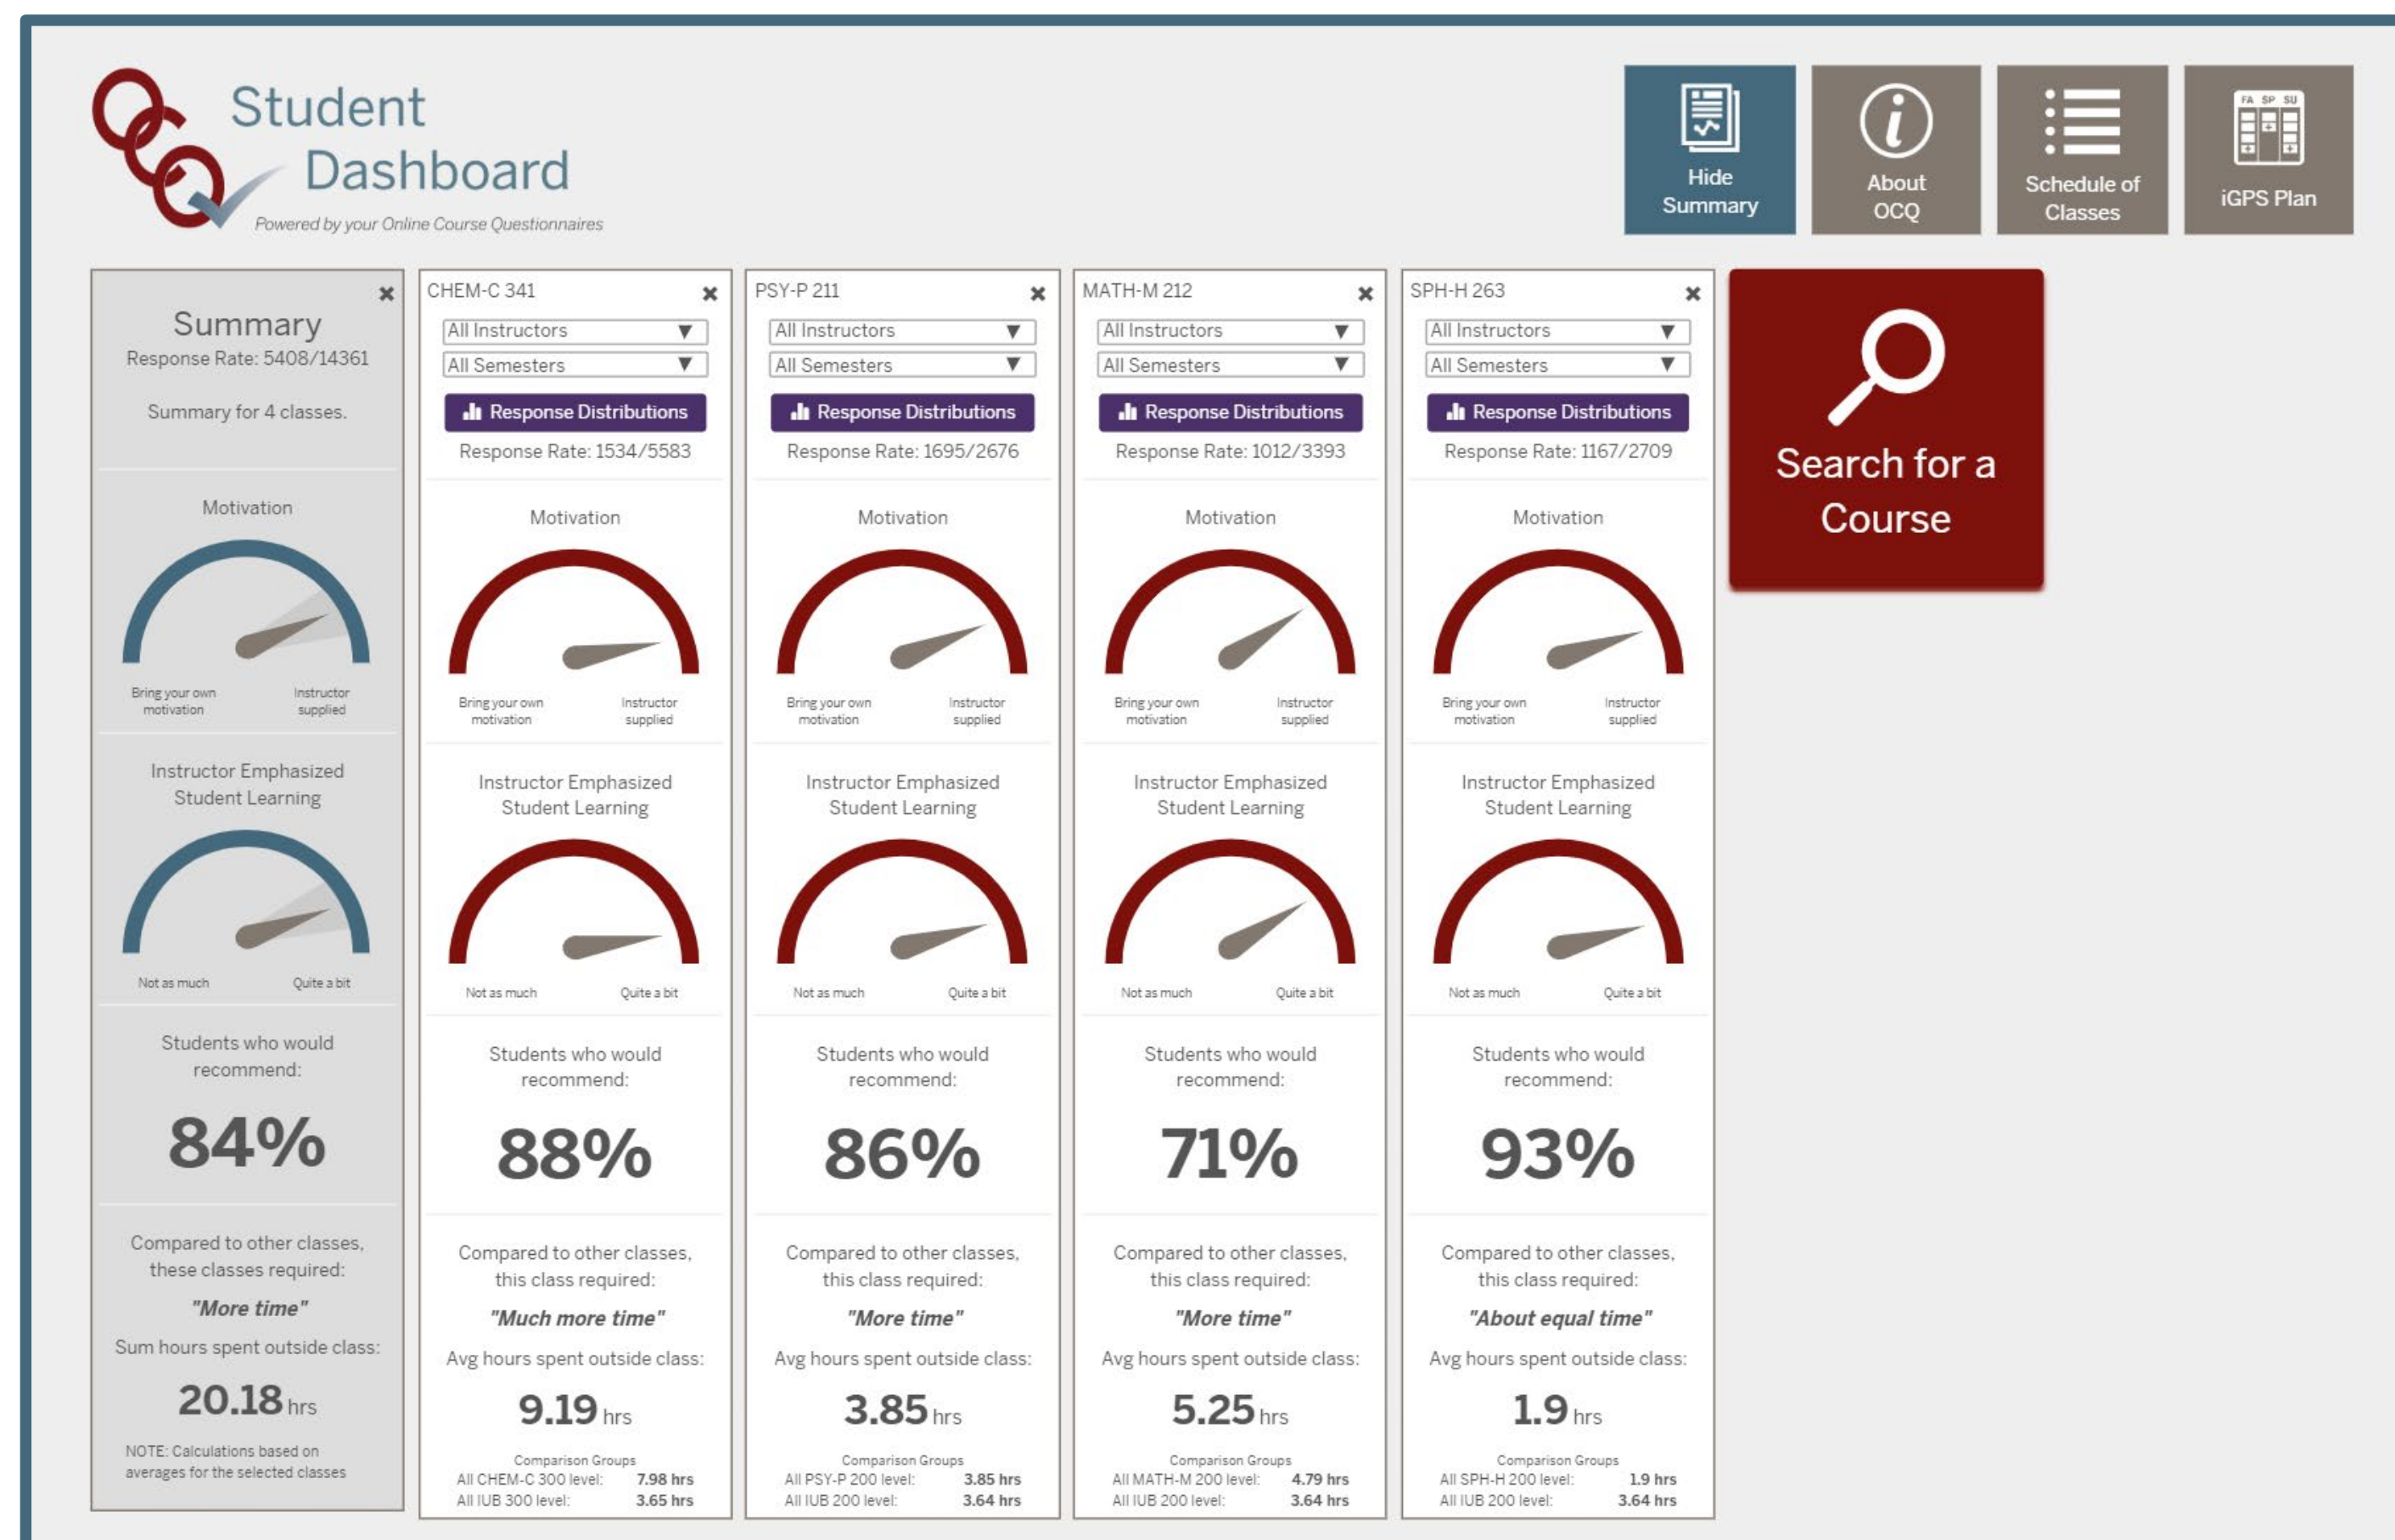 OCQ
Student
Dashboard
Powered by your Online Course Questionnaires
Hide
Summary
About
OCQ
Schedule of
Classes
FA SP SU
iGPS Plan
Summary
Response Rate: 5408/14361
Summary for 4 classes.
Motivation
Bring your own
motivation
Instructor
supplied
Instructor Emphasized
Student Learning
Not as much
Quite a bit
Students who would
recommend:
84%
Compared to other classes,
these classes required:
"More time"
Sum hours spent outside class:
20.18 hrs
NOTE: Calculations based on
averages for the selected classes
CHEM-C 341
All Instructors
All Semesters
Response Distributions
Response Rate: 1534/5583
Motivation
Bring your own
motivation
Instructor
supplied
Instructor Emphasized
Student Learning
Not as much
Quite a bit
Students who would
recommend:
88%
Compared to other classes,
this class required:
"Much more time"
Avg hours spent outside class:
9.19 hrs
Comparison Groups
All CHEM-C 300 level: 7.98 hrs
All IUB 300 level: 3.65 hrs
PSY-P 211
All Instructors
All Semesters
Response Distributions
Response Rate: 1695/2676
Motivation
Bring your own
motivation
Instructor
supplied
Instructor Emphasized
Student Learning
Not as much
Quite a bit
Students who would
recommend:
86%
Compared to other classes,
this class required:
"More time"
Avg hours spent outside class:
3.85 hrs
Comparison Groups
All PSY-P 200 level: 3.85 hrs
All IUB 200 level: 3.64 hrs
MATH-M 212
All Instructors
All Semesters
Response Distributions
Response Rate: 1012/3393
Motivation
Bring your own
motivation
Instructor
supplied
Instructor Emphasized
Student Learning
Not as much
Quite a bit
Students who would
recommend:
71%
Compared to other classes,
this class required:
"More time"
Avg hours spent outside class:
5.25 hrs
Comparison Groups
All MATH-M 200 level: 4.79 hrs
All IUB 200 level: 3.64 hrs
SPH-H 263
All Instructors
All Semesters
Response Distributions
Response Rate: 1167/2709
Motivation
Bring your own
motivation
Instructor
supplied
Instructor Emphasized
Student Learning
Not as much
Quite a bit
Students who would
recommend:
93%
Compared to other classes,
this class required:
"About equal time"
Avg hours spent outside class:
1.9 hrs
Comparison Groups
All SPH-H 200 level: 1.9 hrs
All IUB 200 level: 3.64 hrs
Search for a
Course